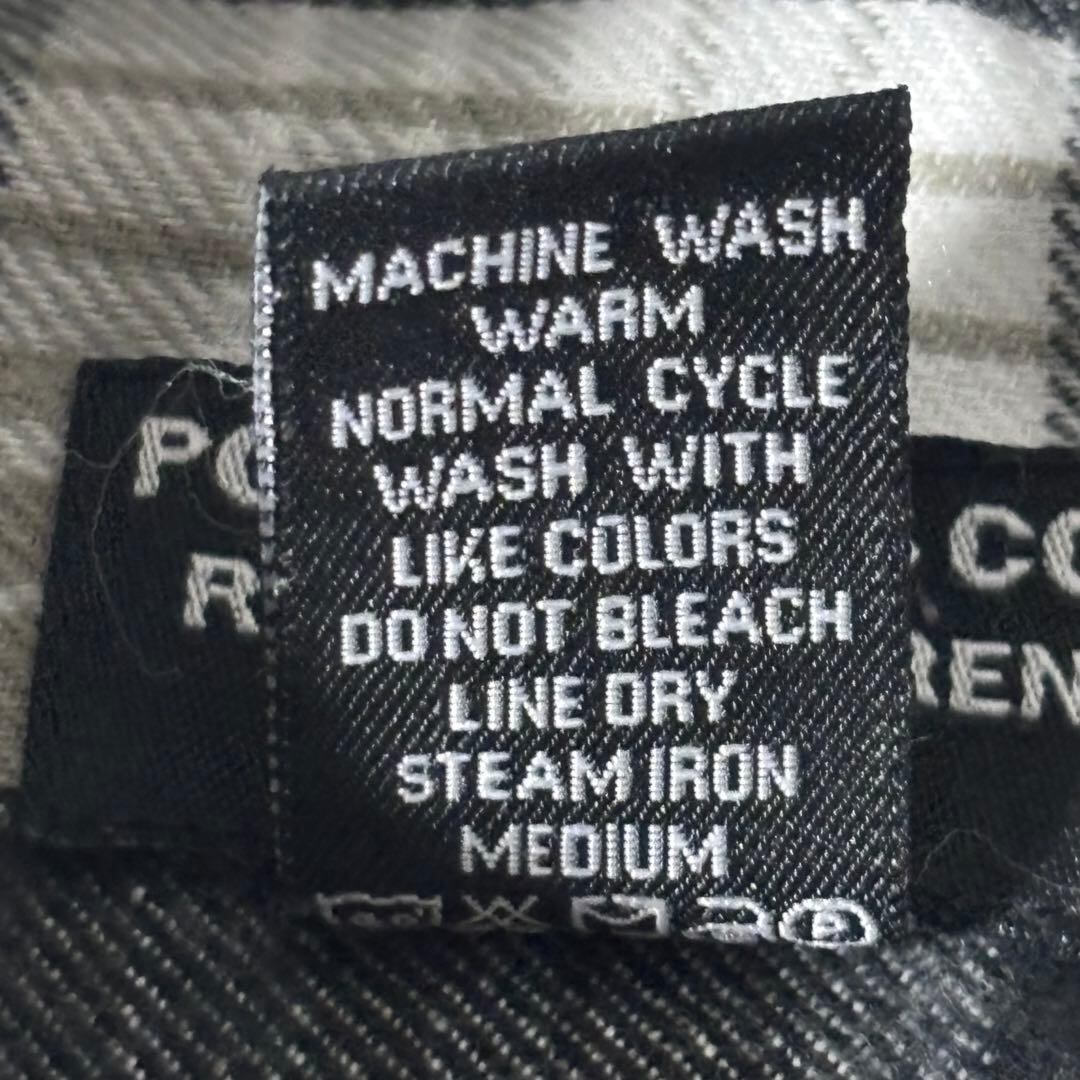 MACHINE WASH
WARM
NORMAL CYCLE
WASH WITH
LIKE COLORS
DO NOT BLEACH
LINE DRY
STEAM IRON
MEDIUM